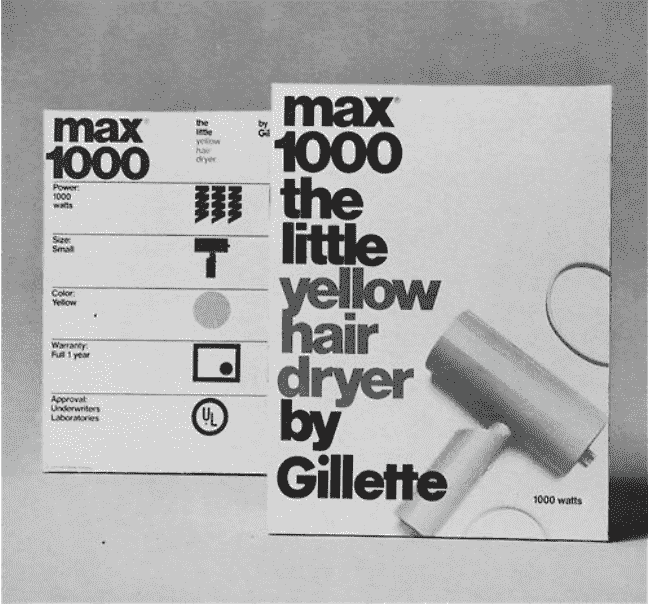 max®
1000
the
little
yellow
hair
dryer
by
Gillette
1000 watts
max®
1000
the
little
yellow
hair
dryer
by
Gil
Power:
1000
watts
Size:
Small
Color:
Yellow
Warranty:
Full 1 year
Approval:
Underwriters
Laboratories
UL